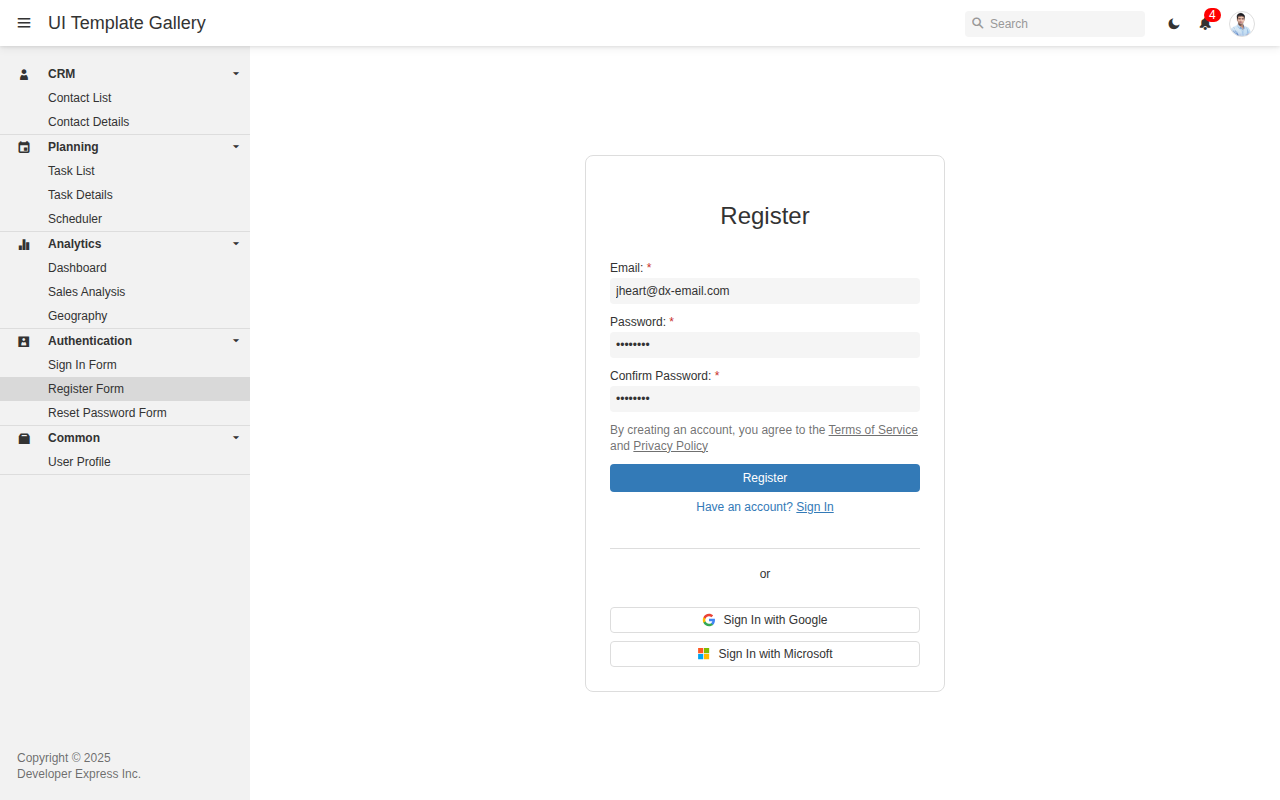 UI Template Gallery
Search
4
CRM
Contact List
Contact Details
Planning
Task List
Task Details
Scheduler
Analytics
Dashboard
Sales Analysis
Geography
Authentication
Sign In Form
Register Form
Reset Password Form
Common
User Profile
Copyright © 2025
Developer Express Inc.
Register
Email: *
jheart@dx-email.com
Password: *
••••••••
Confirm Password: *
••••••••
By creating an account, you agree to the Terms of Service
and Privacy Policy
Register
Have an account? Sign In
or
Sign In with Google
Sign In with Microsoft